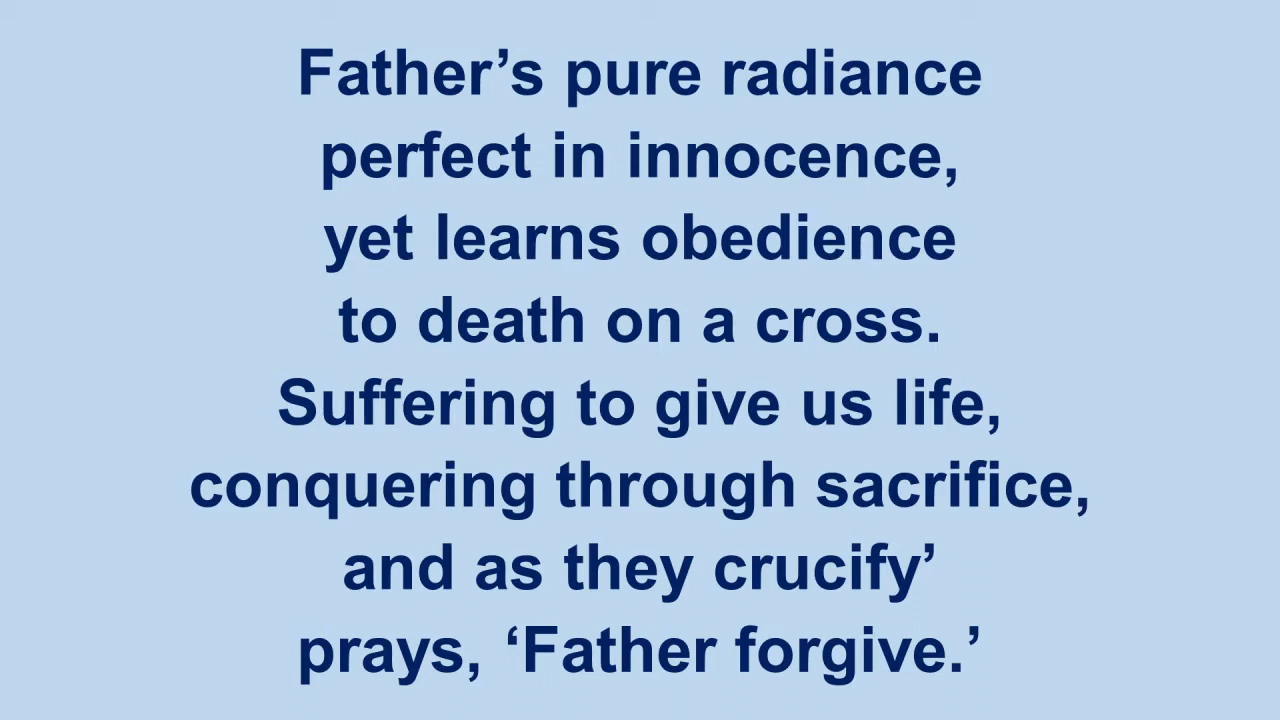 Father’s pure radiance
perfect in innocence,
yet learns obedience
to death on a cross.
Suffering to give us life,
conquering through sacrifice,
and as they crucify’
prays, ‘Father forgive.’